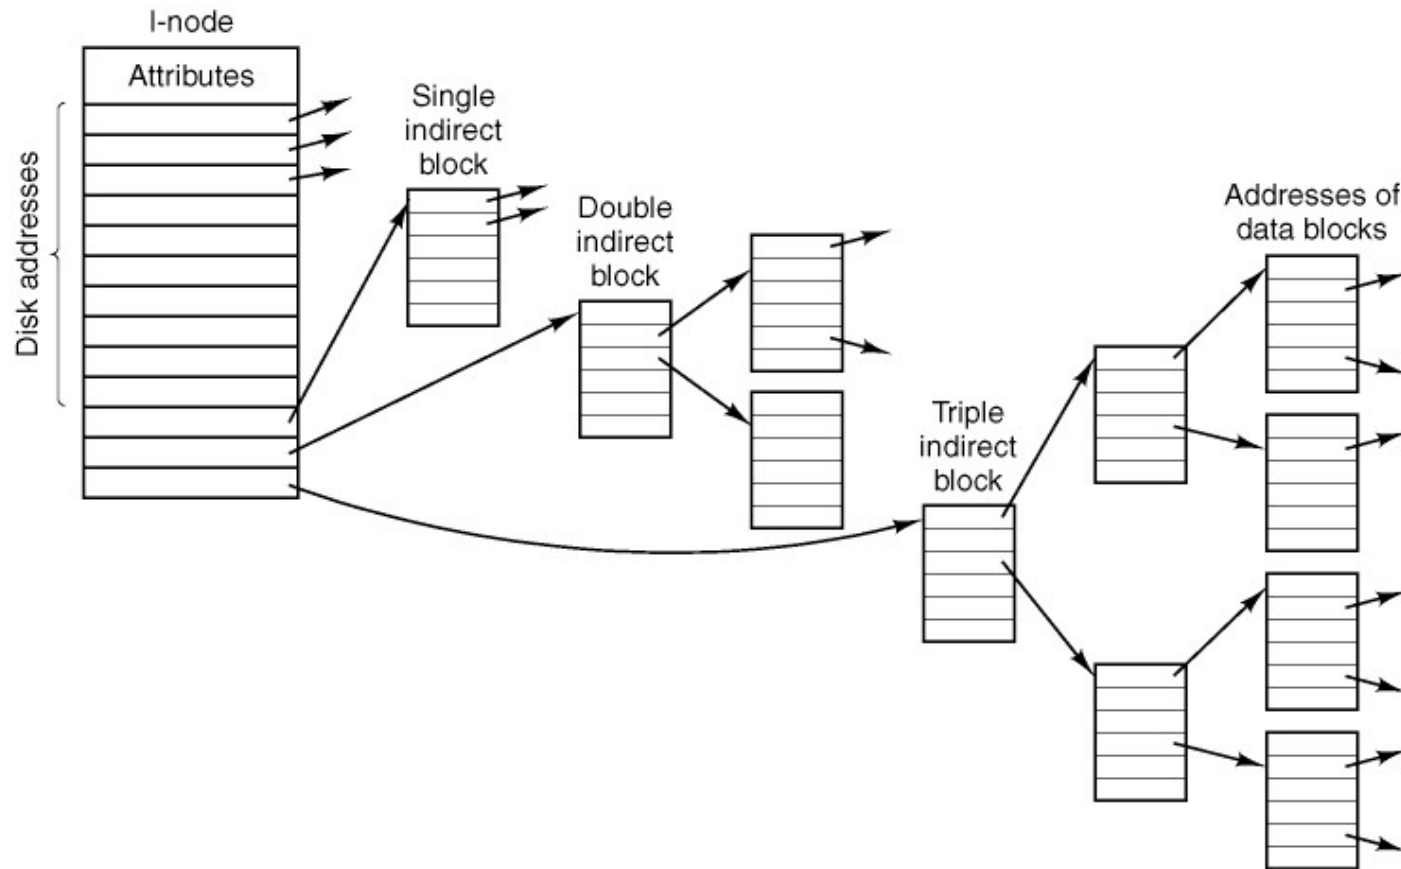 I-node
Attributes
Disk addresses
Single
indirect
block
Double
indirect
block
Triple
indirect
block
Addresses of
data blocks